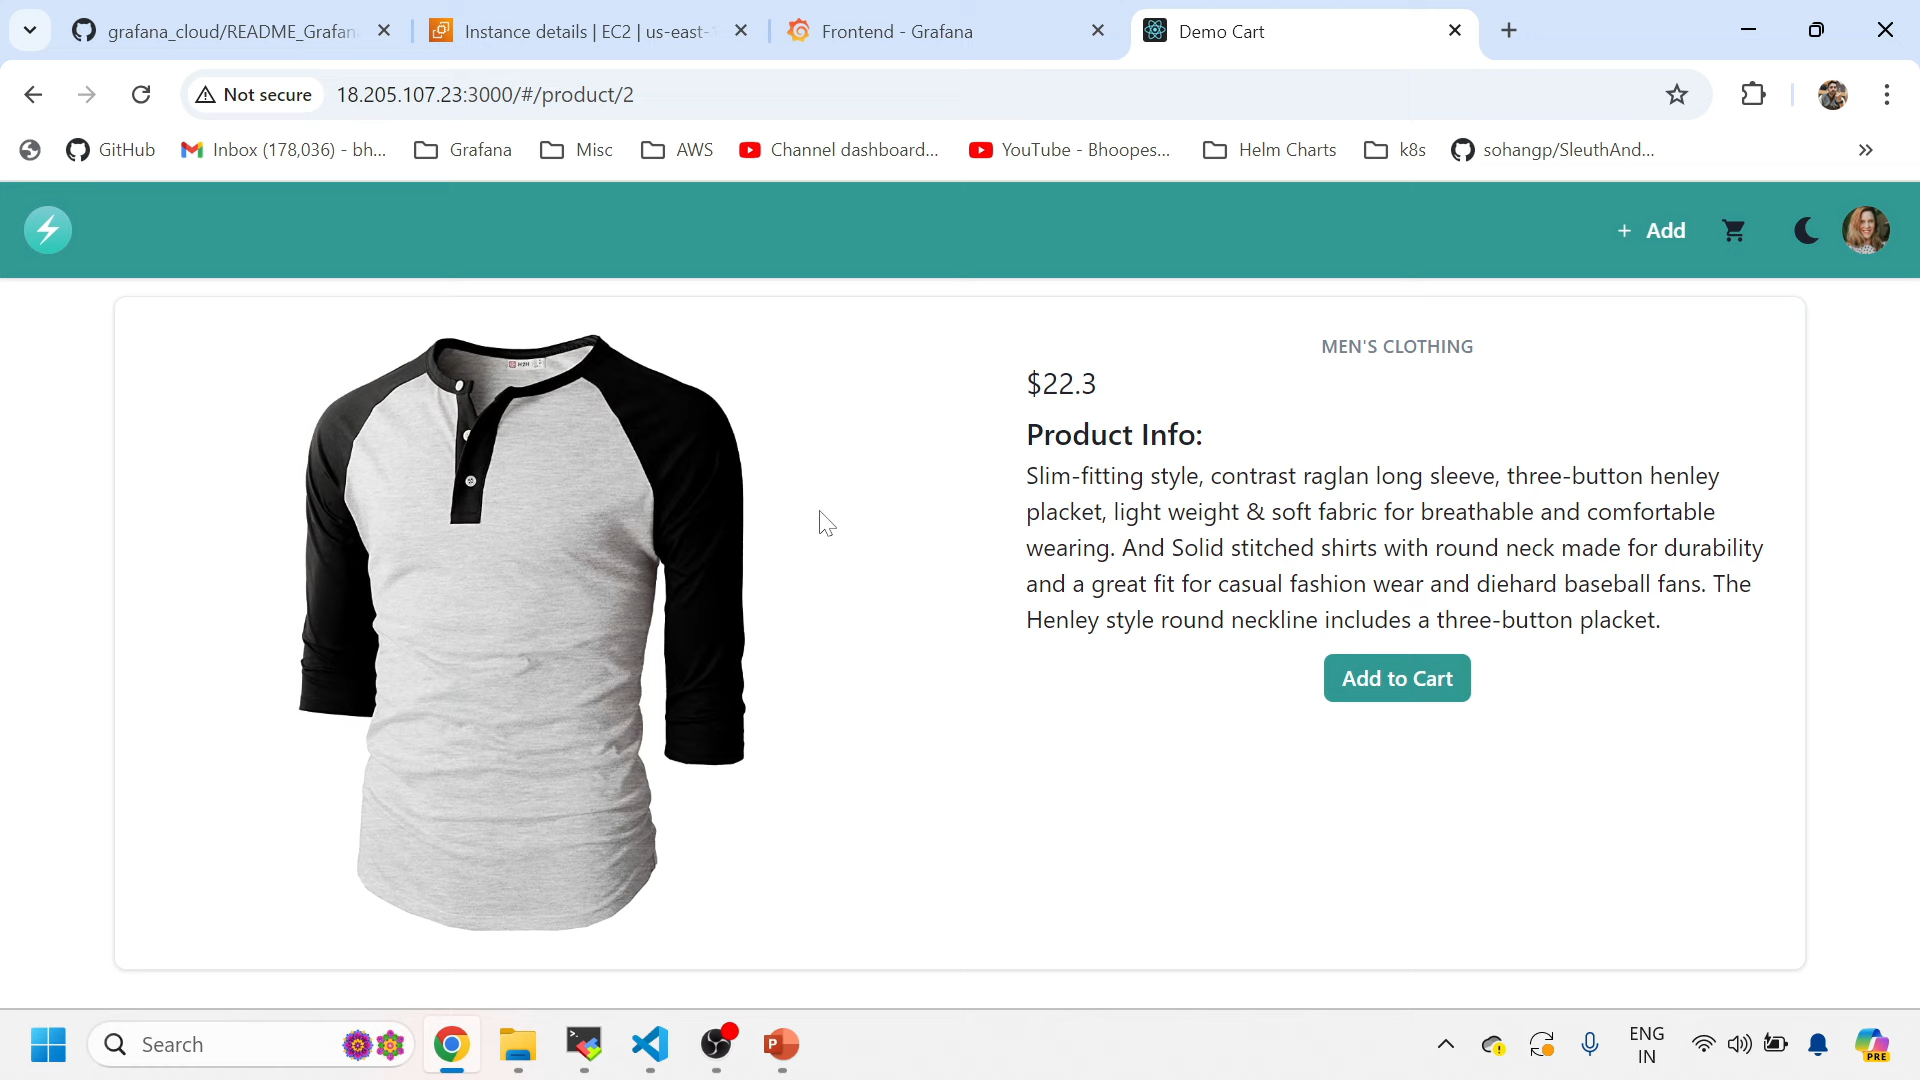 grafana_cloud/README_Grafan
Instance details | EC2 | us-east-1
Frontend - Grafana
Demo Cart
Not secure
18.205.107.23:3000/#/product/2
GitHub
Inbox (178,036) - bh...
Grafana
Misc
AWS
Channel dashboard...
YouTube - Bhoopes...
Helm Charts
k8s
sohangp/SleuthAnd...
+ Add
MEN'S CLOTHING
$22.3
Product Info:
Slim-fitting style, contrast raglan long sleeve, three-button henley
placket, light weight & soft fabric for breathable and comfortable
wearing. And Solid stitched shirts with round neck made for durability
and a great fit for casual fashion wear and diehard baseball fans. The
Henley style round neckline includes a three-button placket.
Add to Cart
Search
ENG
IN
PRE